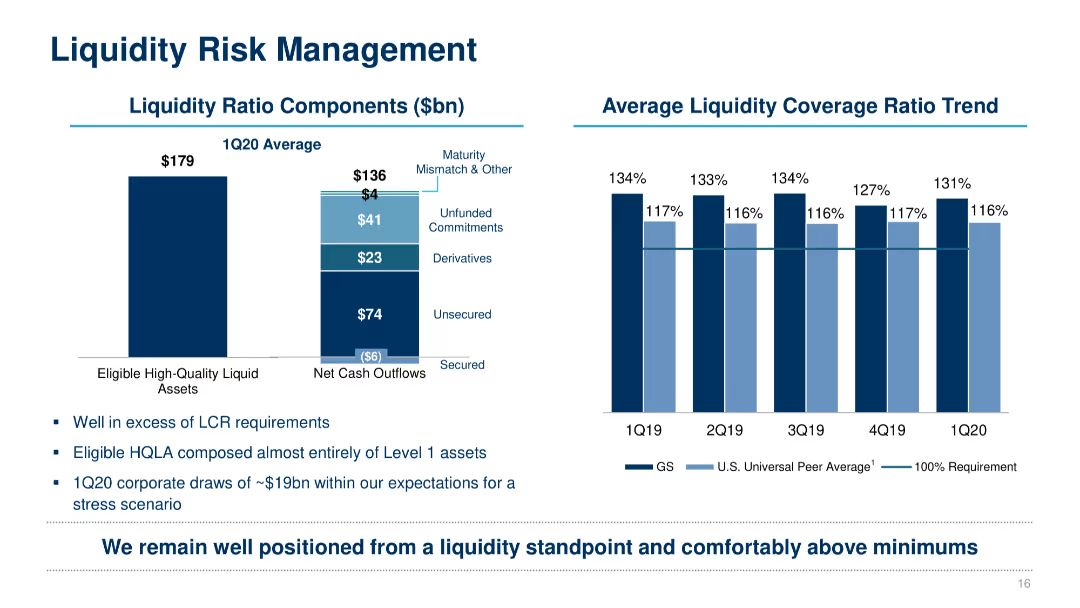 Liquidity Risk Management
Liquidity Ratio Components ($bn)
1Q20 Average
$179
$136
Maturity
Mismatch & Other
$4
$41
Unfunded
Commitments
$23
Derivatives
$74
Unsecured
($6)
Secured
Eligible High-Quality Liquid
Assets
Net Cash Outflows
▪ Well in excess of LCR requirements
▪ Eligible HQLA composed almost entirely of Level 1 assets
▪ 1Q20 corporate draws of ~$19bn within our expectations for a
stress scenario
Average Liquidity Coverage Ratio Trend
134%
117%
133%
116%
134%
116%
127%
117%
131%
116%
1Q19 2Q19 3Q19 4Q19 1Q20
GS U.S. Universal Peer Average¹ 100% Requirement
We remain well positioned from a liquidity standpoint and comfortably above minimums
16